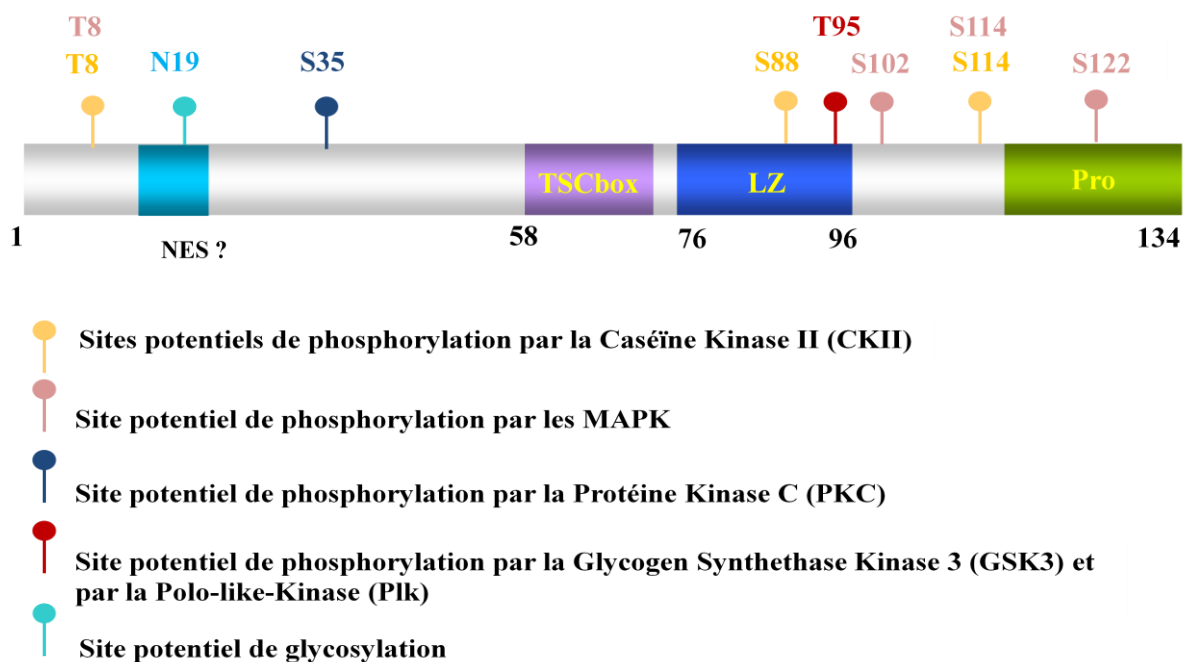 T8 T95 S114
T8 N19 S35 S88 S102 S114 S122
TSCbox LZ Pro
1 NES ? 58 76 96 134
Sites potentiels de phosphorylation par la Caséïne Kinase II (CKII)
Site potentiel de phosphorylation par les MAPK
Site potentiel de phosphorylation par la Protéine Kinase C (PKC)
Site potentiel de phosphorylation par la Glycogen Synthethase Kinase 3 (GSK3) et
par la Polo-like-Kinase (Plk)
Site potentiel de glycosylation